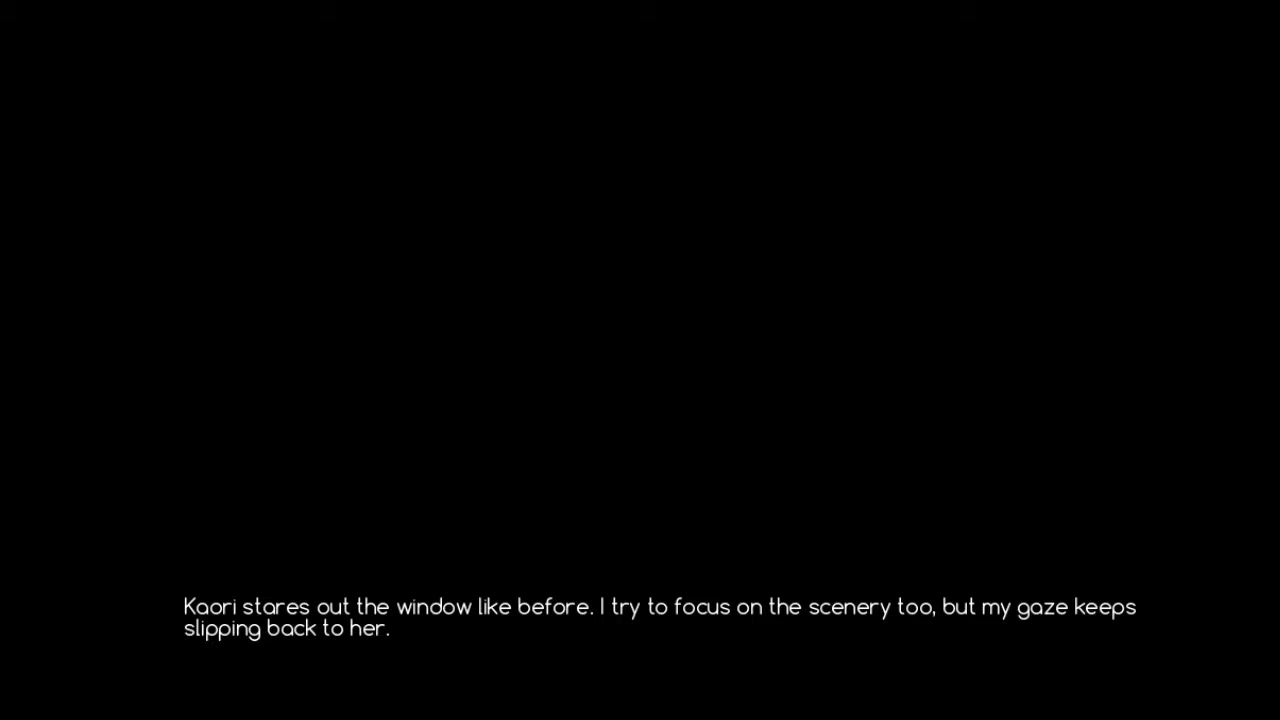 Kaori stares out the window like before. I try to focus on the scenery too, but my gaze keeps
slipping back to her.